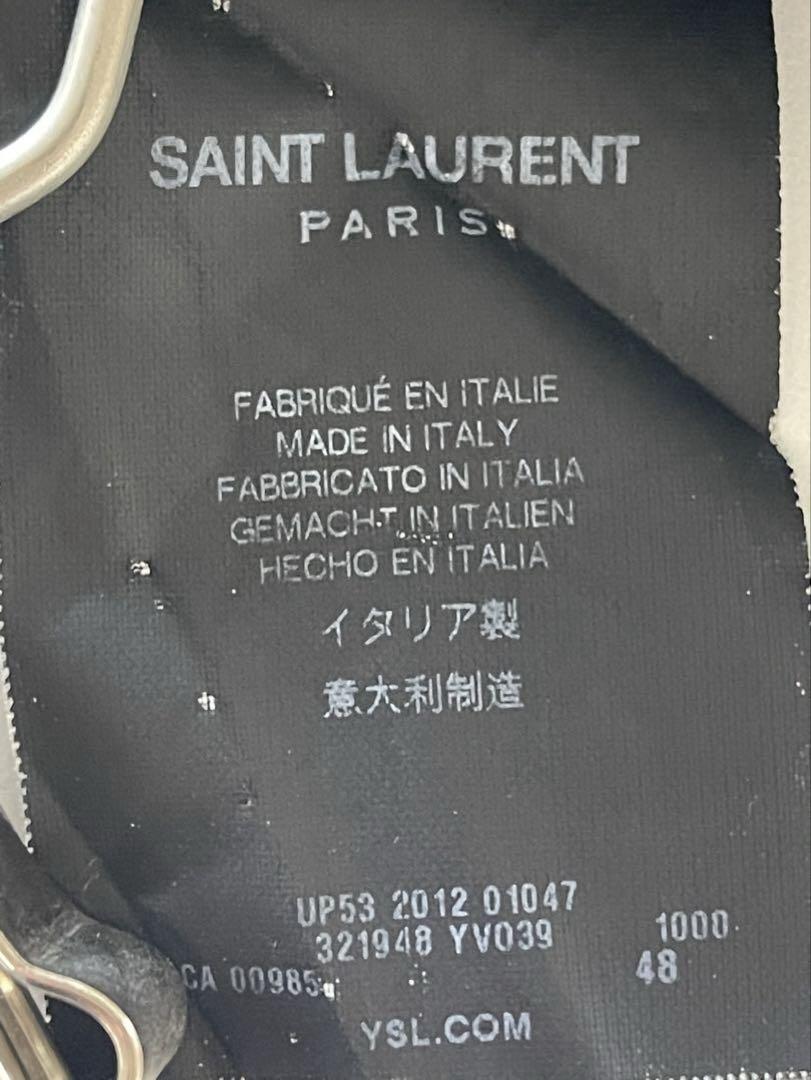 SAINT LAURENT
PARIS
FABRIQUÉ EN ITALIE
MADE IN ITALY
FABBRICATO IN ITALIA
GEMACHT IN ITALIEN
HECHO EN ITALIA
イタリア製
意大利制造
UP53 2012 01047
321948 YV039 1000
CA 00985 48
YSL.COM